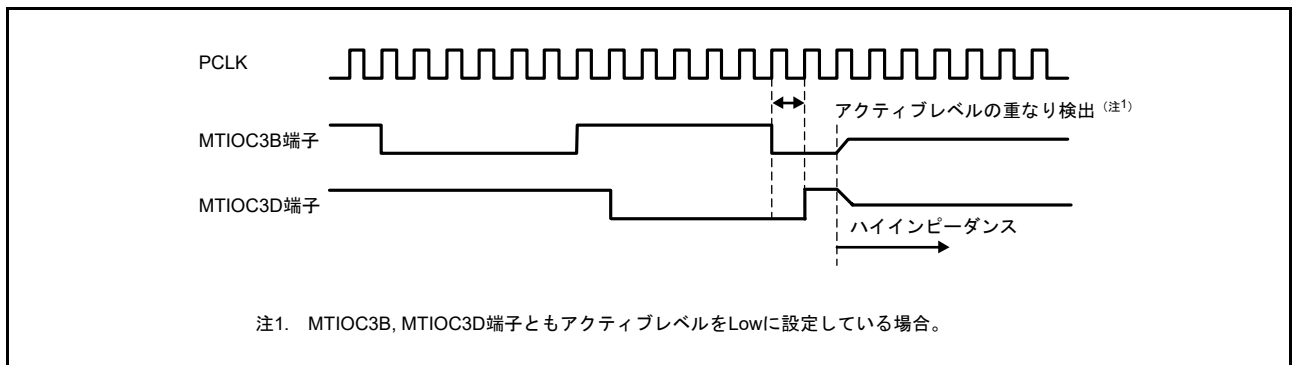 PCLK
アクティブレベルの重なり検出（注1）
MTIOC3B端子
MTIOC3D端子
ハイインピーダンス
注1. MTIOC3B, MTIOC3D端子ともアクティブレベルをLowに設定している場合。